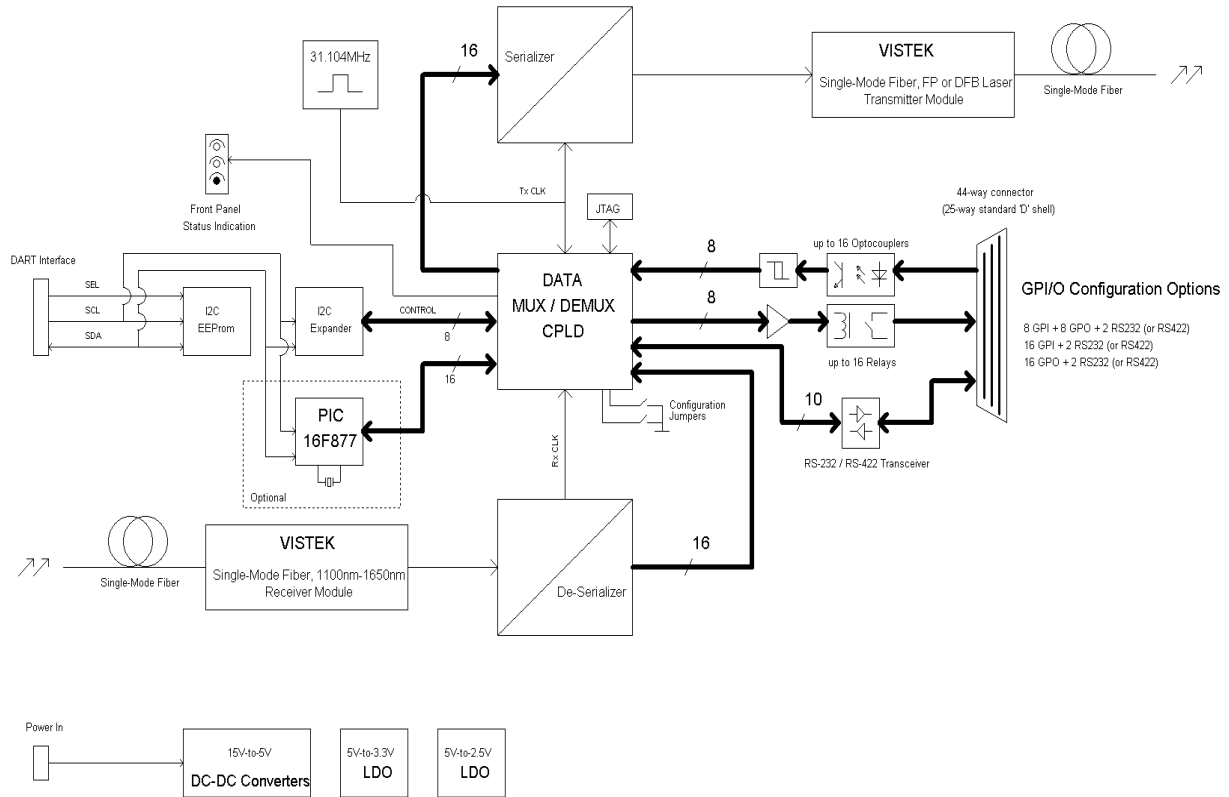 31.104MHz
16
Serializer
VISTEK
Single-Mode Fiber, FP or DFB Laser
Transmitter Module
Single-Mode Fiber
Front Panel
Status Indication
Tx CLK
JTAG
44-way connector
(25-way standard 'D' shell)
DART Interface
SEL
SCL
SDA
I2C
EEProm
I2C
Expander
CONTROL
8
16
DATA
MUX / DEMUX
CPLD
8
up to 16 Optocouplers
8
up to 16 Relays
GPI/O Configuration Options
8 GPI + 8 GPO + 2 RS232 (or RS422)
16 GPI + 2 RS232 (or RS422)
16 GPO + 2 RS232 (or RS422)
PIC
16F877
Optional
Configuration
Jumpers
10
RS-232 / RS-422 Transceiver
Rx CLK
Single-Mode Fiber
VISTEK
Single-Mode Fiber, 1100nm-1650nm
Receiver Module
De-Serializer
16
Power In
15V-to-5V
DC-DC Converters
5V-to-3.3V
LDO
5V-to-2.5V
LDO